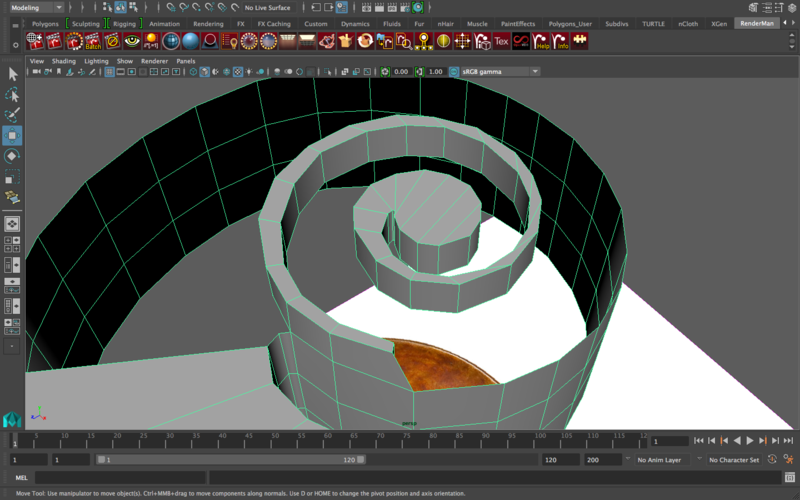 Modeling No Live Surface
Polygons Sculpting Rigging Animation Rendering FX FX Caching Custom Dynamics Fluids Fur nHair Muscle PaintEffects Polygons_User Subdivs TURTLE nCloth XGen RenderMan
Batch Tex Help Info
View Shading Lighting Show Renderer Panels
0.00 1.00 sRGB gamma
persp
1 5 10 15 20 25 30 35 40 45 50 55 60 65 70 75 80 85 90 95 100 105 110 115 12 1
1 1 1 120 120 200 No Anim Layer No Character Set
MEL
Move Tool: Use manipulator to move object(s). Ctrl+MMB+drag to move components along normals. Use D or HOME to change the pivot position and axis orientation.